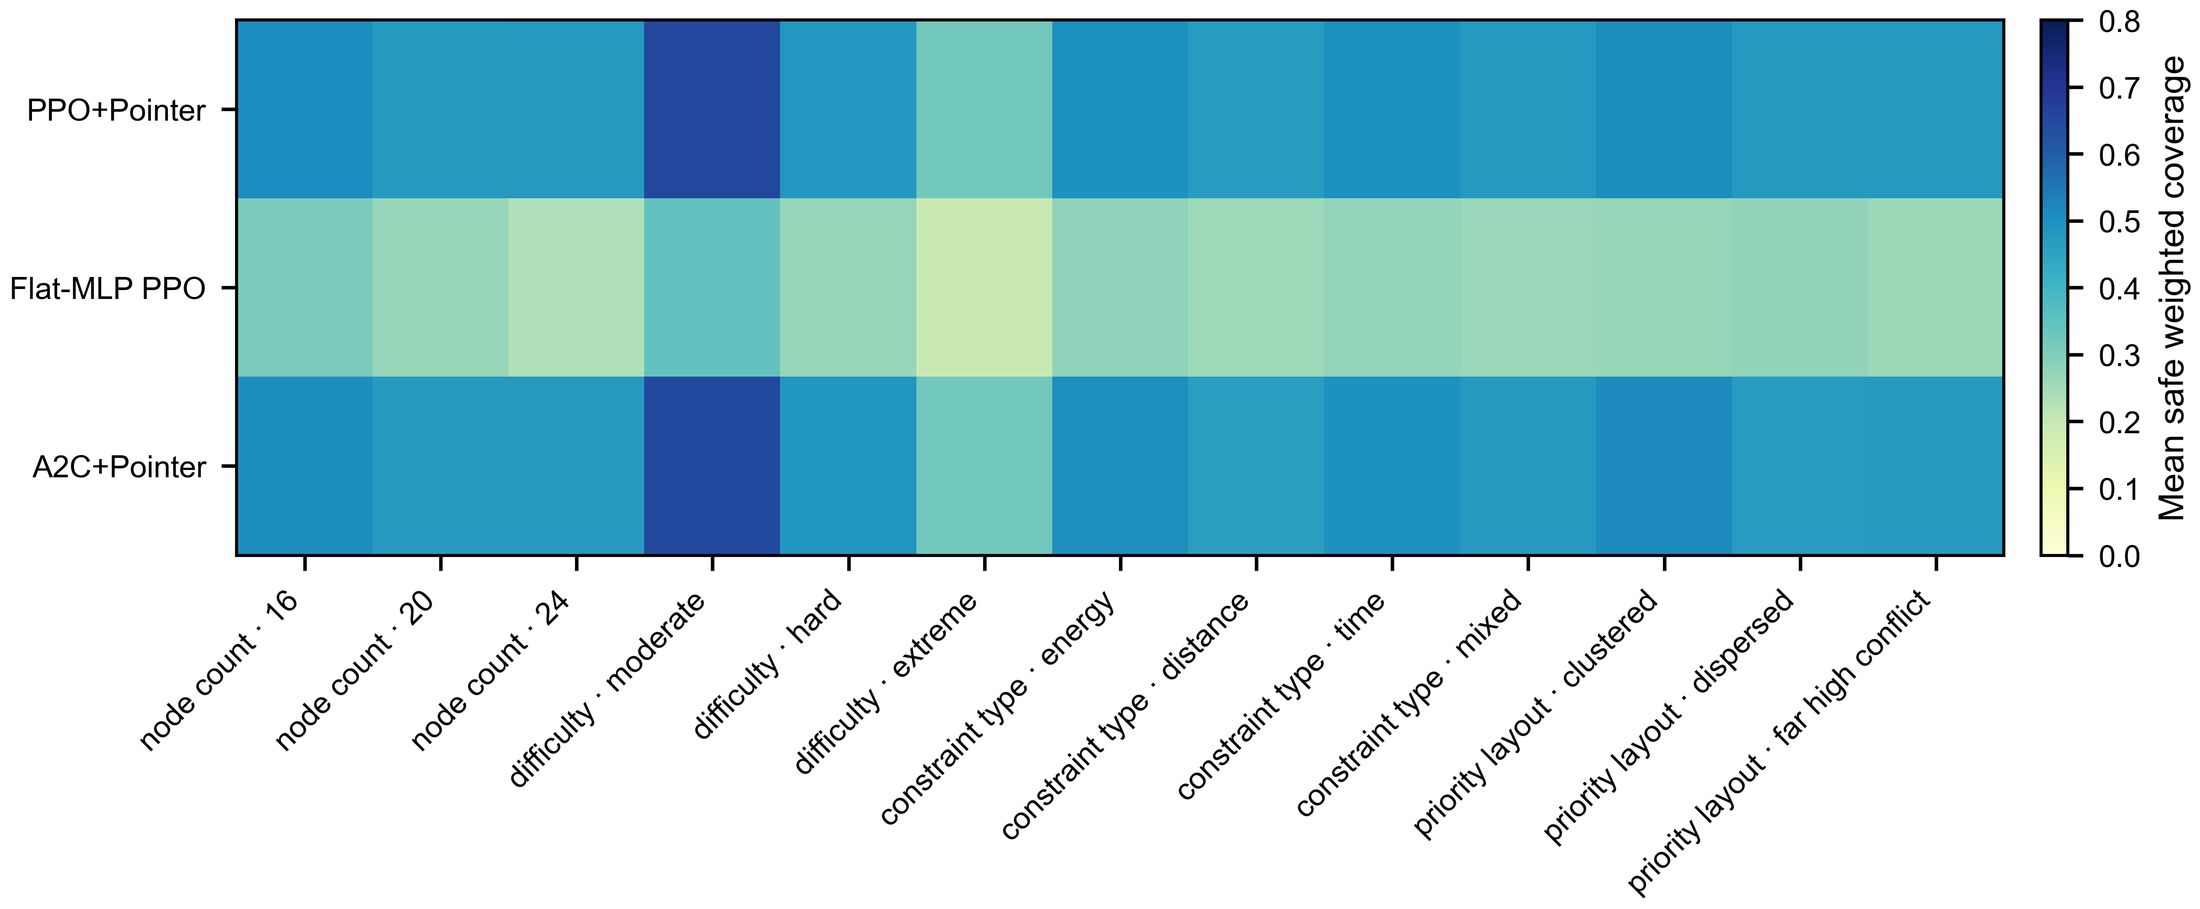 PPO+Pointer
Flat-MLP PPO
A2C+Pointer
node count · 16
node count · 20
node count · 24
difficulty · moderate
difficulty · hard
difficulty · extreme
constraint type · energy
constraint type · distance
constraint type · time
constraint type · mixed
priority layout · clustered
priority layout · dispersed
priority layout · far high conflict
0.8
0.7
0.6
0.5
0.4
0.3
0.2
0.1
0.0
Mean safe weighted coverage